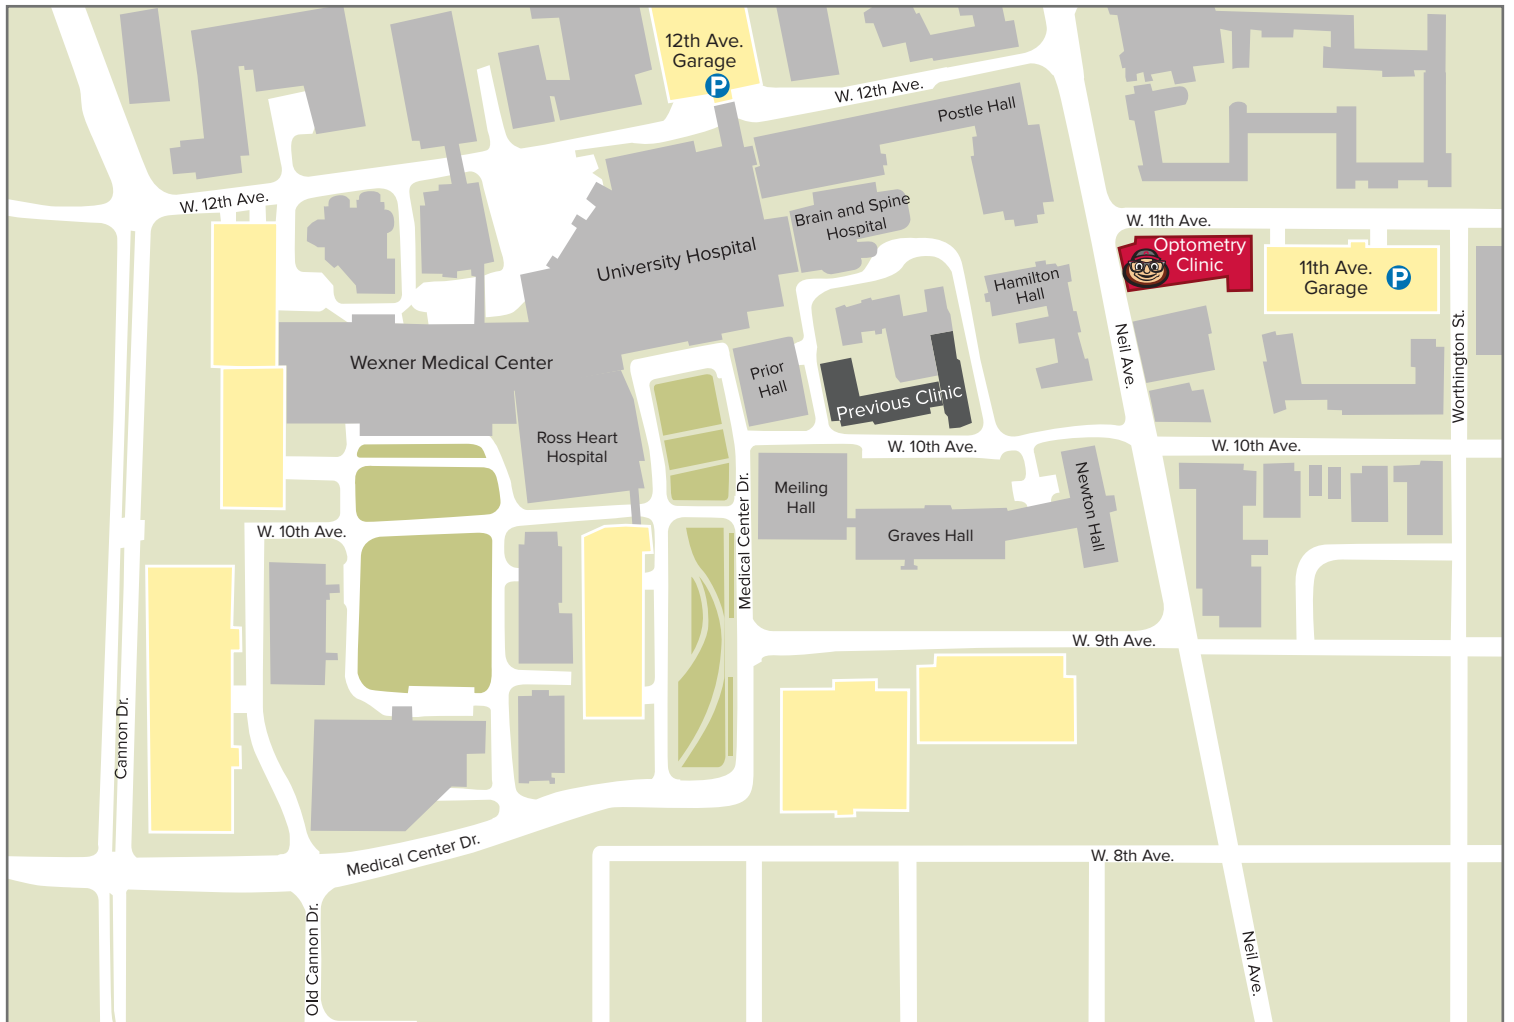 12th Ave.
Garage
P
W. 12th Ave.
Postle Hall
W. 12th Ave.
Brain and Spine
Hospital
University Hospital
W. 11th Ave.
Optometry
Clinic
11th Ave.
Garage
P
Hamilton
Hall
Neil Ave.
Worthington St.
Wexner Medical Center
Prior
Hall
Previous Clinic
Ross Heart
Hospital
W. 10th Ave.
W. 10th Ave.
Meiling
Hall
Medical Center Dr.
Newton Hall
Graves Hall
W. 10th Ave.
W. 9th Ave.
Cannon Dr.
Medical Center Dr.
W. 8th Ave.
Old Cannon Dr.
Neil Ave.